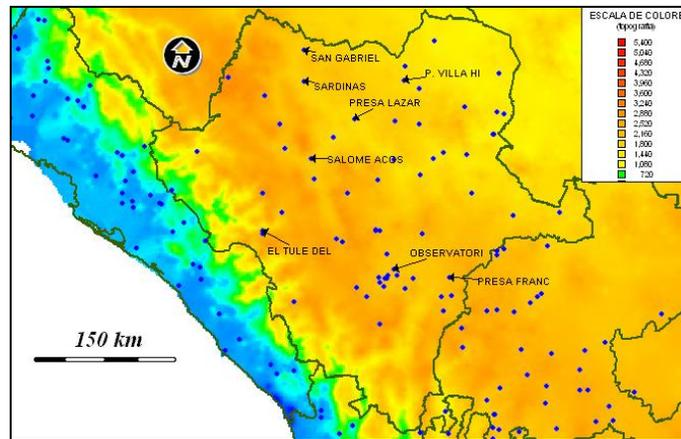 ESCALA DE COLORE
(topografia)
5,400
5,040
4,680
4,320
3,960
3,600
3,240
2,880
2,520
2,160
1,800
1,440
1,080
720
N
SAN GABRIEL
SARDINAS
P. VILLA HI
PRESA LAZAR
SALOME ACOS
EL TULE DEL
OBSERVATORI
PRESA FRANC
150 km